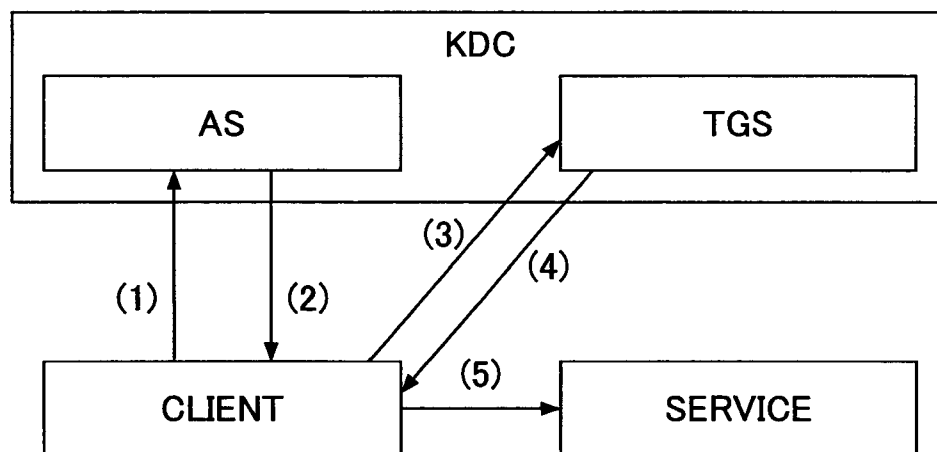 KDC
AS
TGS
(1)
(2)
(3)
(4)
(5)
CLIENT
SERVICE